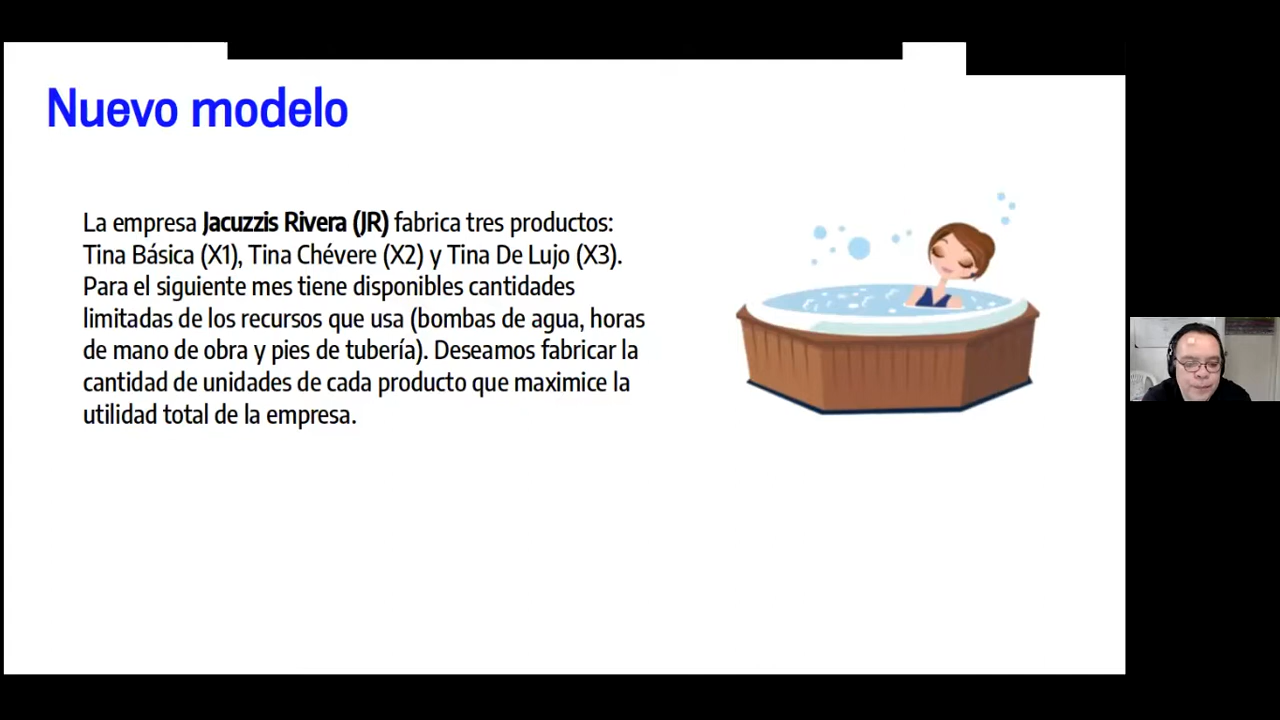 Nuevo modelo
La empresa Jacuzzis Rivera (JR) fabrica tres productos:
Tina Básica (X1), Tina Chévere (X2) y Tina De Lujo (X3).
Para el siguiente mes tiene disponibles cantidades
limitadas de los recursos que usa (bombas de agua, horas
de mano de obra y pies de tubería). Deseamos fabricar la
cantidad de unidades de cada producto que maximice la
utilidad total de la empresa.